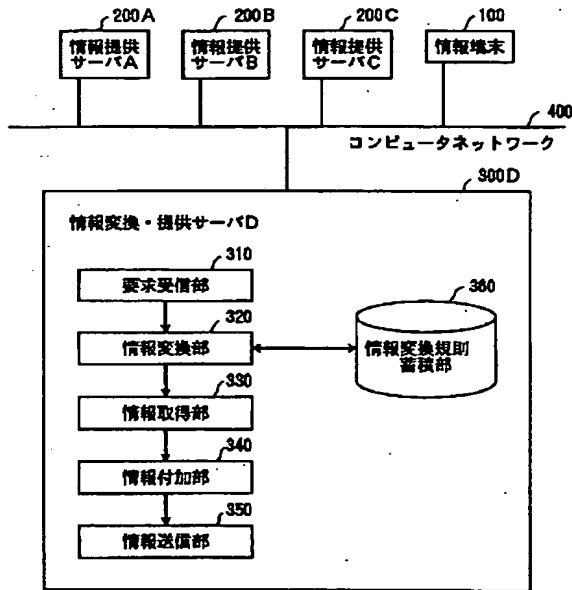 200A
200B
200C
100
情報提供
サーバA
情報提供
サーバB
情報提供
サーバC
情報端末
400
コンピュータネットワーク
300D
情報変換・提供サーバD
310
要求受信部
320
情報変換部
360
情報変換規則
蓄積部
330
情報取得部
340
情報付加部
350
情報送信部